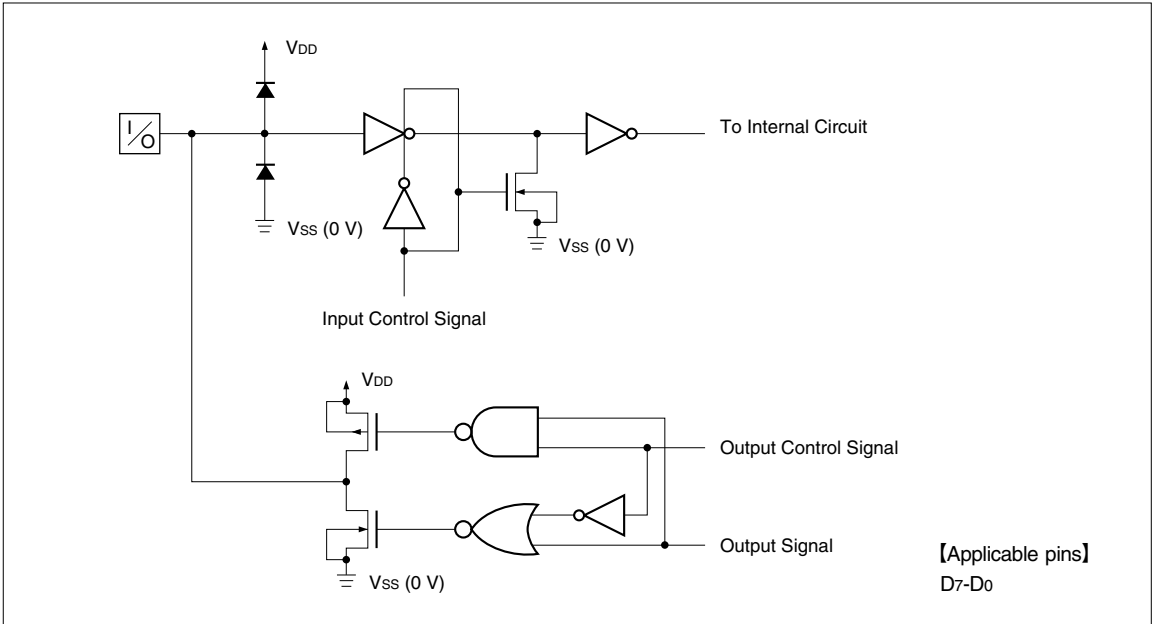 VDD
I/O
To Internal Circuit
VSS (0 V)
VSS (0 V)
Input Control Signal
VDD
Output Control Signal
Output Signal
VSS (0 V)
【Applicable pins】
D7-D0